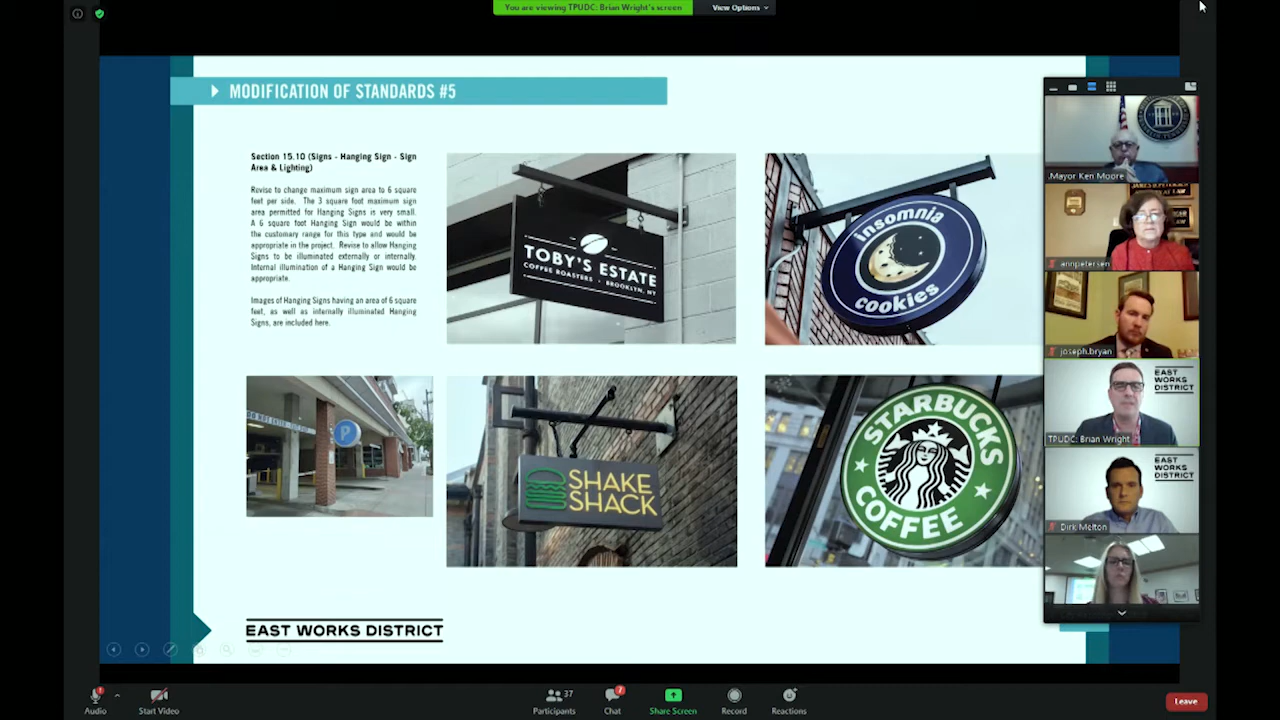 You are viewing TPUDC: Brian Wright's screen
View Options
MODIFICATION OF STANDARDS #5
Section 15.10 (Signs - Hanging Sign - Sign
Area & Lighting)
Revise to change maximum sign area to 6 square
feet per side. The 3 square foot maximum sign
area permitted for Hanging Signs is very small.
A 6 square foot Hanging Sign would be within
the customary range for this type and would be
appropriate in the project. Revise to allow Hanging
Signs to be illuminated externally or internally.
Internal illumination of a Hanging Sign would be
appropriate.
Images of Hanging Signs having an area of 6 square
feet, as well as internally illuminated Hanging
Signs, are included here.
TOBY'S ESTATE
COFFEE ROASTERS • BROOKLYN, NY
insomnia
cookies
P
SHAKE
SHACK
STARBUCKS
COFFEE
EAST WORKS DISTRICT
.Mayor Ken Moore
annpetersen
joseph.bryan
EAST
WORKS
DISTRICT
TPUDC: Brian Wright
EAST
WORKS
DISTRICT
Dirk Melton
Audio
Start Video
37
Participants
7
Chat
Share Screen
Record
Reactions
Leave